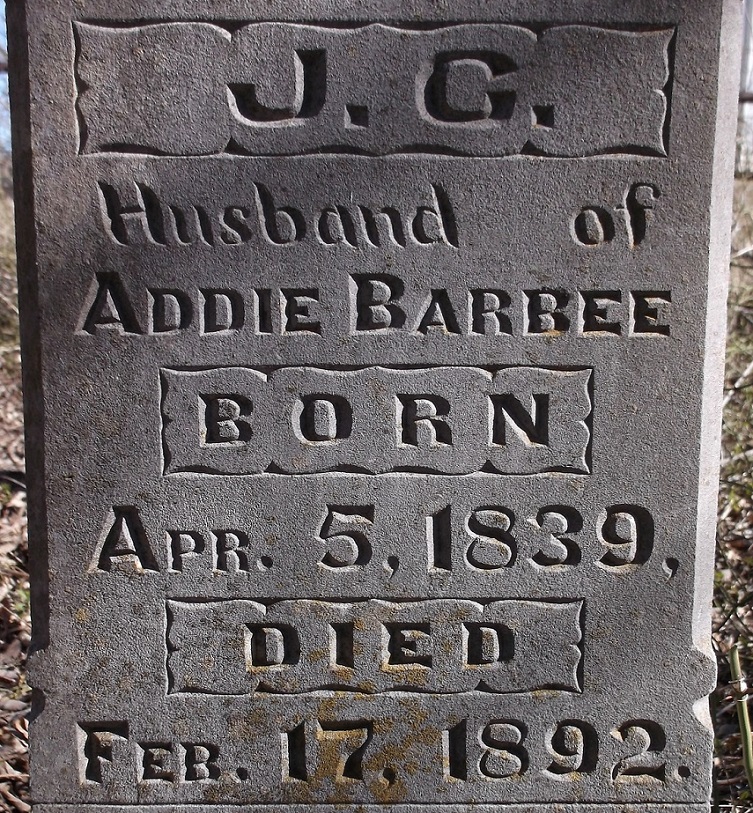 J. C.
Husband of
ADDIE BARBEE
BORN
APR. 5, 1839,
DIED
FEB. 17, 1892.